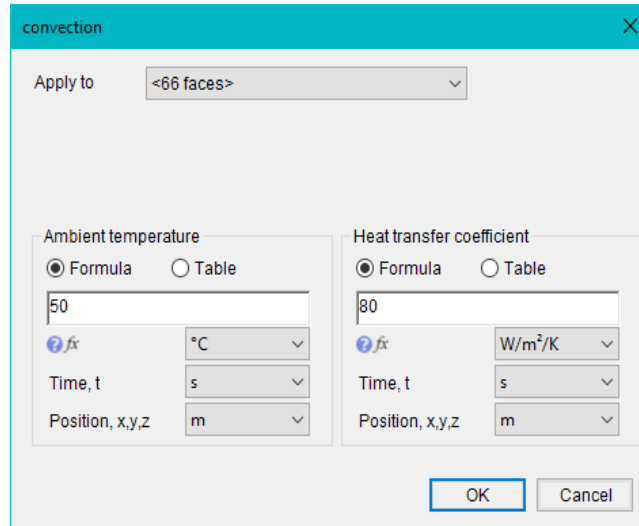 convection
Apply to <66 faces>
Ambient temperature
Formula Table
50
fx °C
Time, t s
Position, x,y,z m
Heat transfer coefficient
Formula Table
80
fx W/m²/K
Time, t s
Position, x,y,z m
OK Cancel